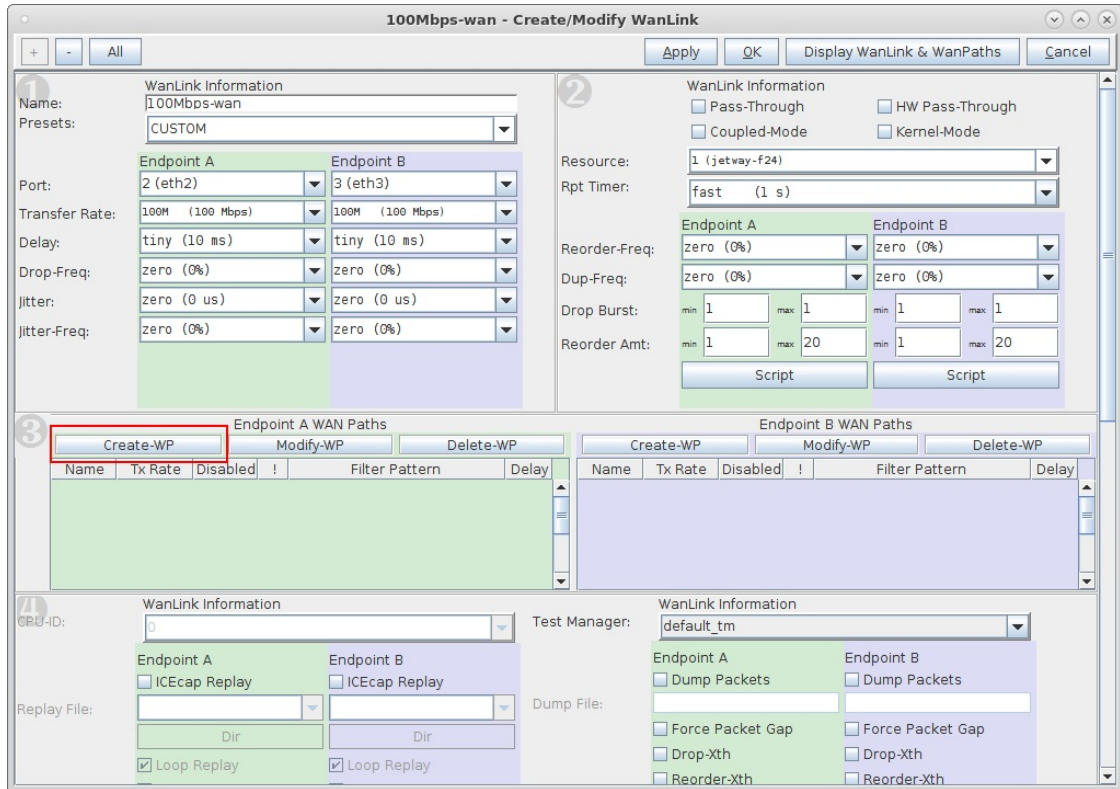 100Mbps-wan - Create/Modify WanLink
+ - All Apply OK Display WanLink & WanPaths Cancel
1
WanLink Information
Name: 100Mbps-wan
Presets: CUSTOM
Endpoint A Endpoint B
Port: 2 (eth2) 3 (eth3)
Transfer Rate: 100M (100 Mbps) 100M (100 Mbps)
Delay: tiny (10 ms) tiny (10 ms)
Drop-Freq: zero (0%) zero (0%)
Jitter: zero (0 us) zero (0 us)
Jitter-Freq: zero (0%) zero (0%)
2
WanLink Information
Pass-Through HW Pass-Through
Coupled-Mode Kernel-Mode
Resource: 1 (jetway-f24)
Rpt Timer: fast (1 s)
Endpoint A Endpoint B
Reorder-Freq: zero (0%) zero (0%)
Dup-Freq: zero (0%) zero (0%)
Drop Burst: min 1 max 1 min 1 max 1
Reorder Amt: min 1 max 20 min 1 max 20
Script Script
3
Endpoint A WAN Paths
Create-WP Modify-WP Delete-WP
Name Tx Rate Disabled ! Filter Pattern Delay
Endpoint B WAN Paths
Create-WP Modify-WP Delete-WP
Name Tx Rate Disabled ! Filter Pattern Delay
4
WanLink Information
CPU-ID: 0
Endpoint A Endpoint B
ICEcap Replay ICEcap Replay
Replay File:
Dir Dir
Loop Replay Loop Replay
WanLink Information
Test Manager: default_tm
Endpoint A Endpoint B
Dump Packets Dump Packets
Dump File:
Force Packet Gap Force Packet Gap
Drop-Xth Drop-Xth
Reorder-Xth Reorder-Xth